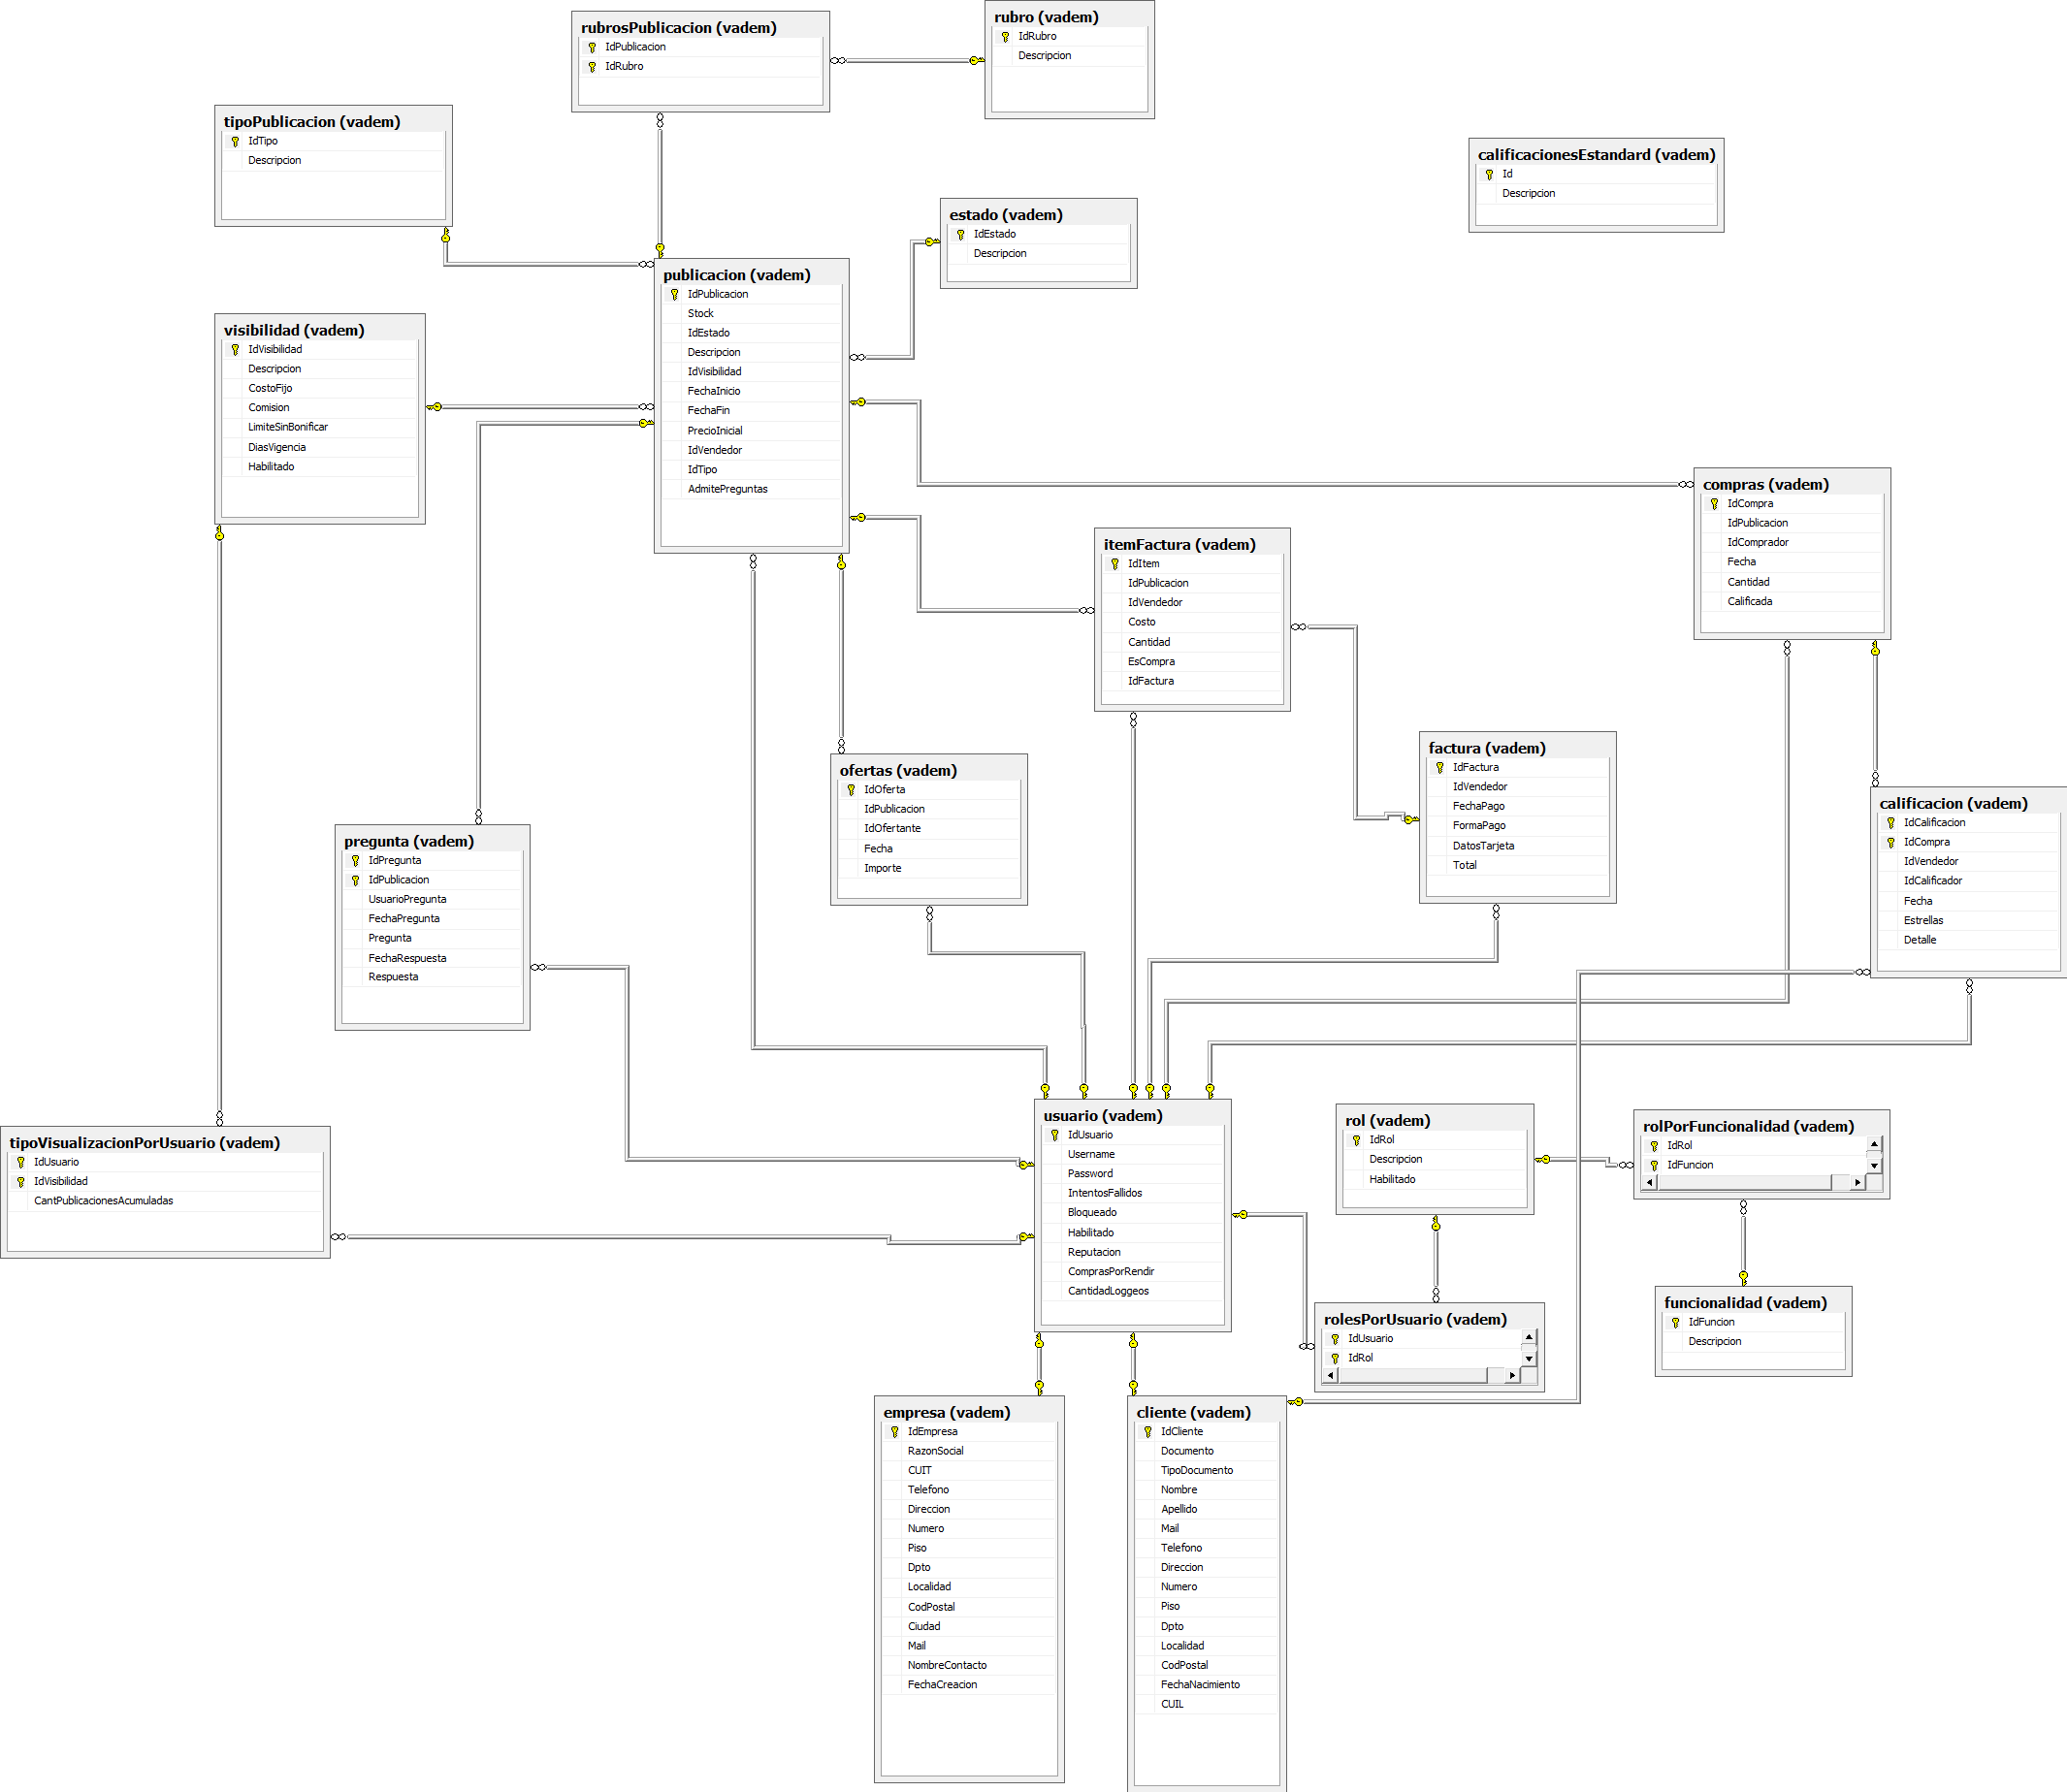 rubrosPublicacion (vadem)
IdPublicacion
IdRubro
rubro (vadem)
IdRubro
Descripcion
tipoPublicacion (vadem)
IdTipo
Descripcion
calificacionesEstandard (vadem)
Id
Descripcion
estado (vadem)
IdEstado
Descripcion
publicacion (vadem)
IdPublicacion
Stock
IdEstado
Descripcion
IdVisibilidad
FechaInicio
FechaFin
PrecioInicial
IdVendedor
IdTipo
AdmitePreguntas
visibilidad (vadem)
IdVisibilidad
Descripcion
CostoFijo
Comision
LimiteSinBonificar
DiasVigencia
Habilitado
compras (vadem)
IdCompra
IdPublicacion
IdComprador
Fecha
Cantidad
Calificada
itemFactura (vadem)
IdItem
IdPublicacion
IdVendedor
Costo
Cantidad
EsCompra
IdFactura
factura (vadem)
IdFactura
IdVendedor
FechaPago
FormaPago
DatosTarjeta
Total
ofertas (vadem)
IdOferta
IdPublicacion
IdOfertante
Fecha
Importe
calificacion (vadem)
IdCalificacion
IdCompra
IdVendedor
IdCalificador
Fecha
Estrellas
Detalle
pregunta (vadem)
IdPregunta
IdPublicacion
UsuarioPregunta
FechaPregunta
Pregunta
FechaRespuesta
Respuesta
tipoVisualizacionPorUsuario (vadem)
IdUsuario
IdVisibilidad
CantPublicacionesAcumuladas
usuario (vadem)
IdUsuario
Username
Password
IntentosFallidos
Bloqueado
Habilitado
Reputacion
ComprasPorRendir
CantidadLoggeos
rol (vadem)
IdRol
Descripcion
Habilitado
rolPorFuncionalidad (vadem)
IdRol
IdFuncion
rolesPorUsuario (vadem)
IdUsuario
IdRol
funcionalidad (vadem)
IdFuncion
Descripcion
empresa (vadem)
IdEmpresa
RazonSocial
CUIT
Telefono
Direccion
Numero
Piso
Dpto
Localidad
CodPostal
Ciudad
Mail
NombreContacto
FechaCreacion
cliente (vadem)
IdCliente
Documento
TipoDocumento
Nombre
Apellido
Mail
Telefono
Direccion
Numero
Piso
Dpto
Localidad
CodPostal
FechaNacimiento
CUIL